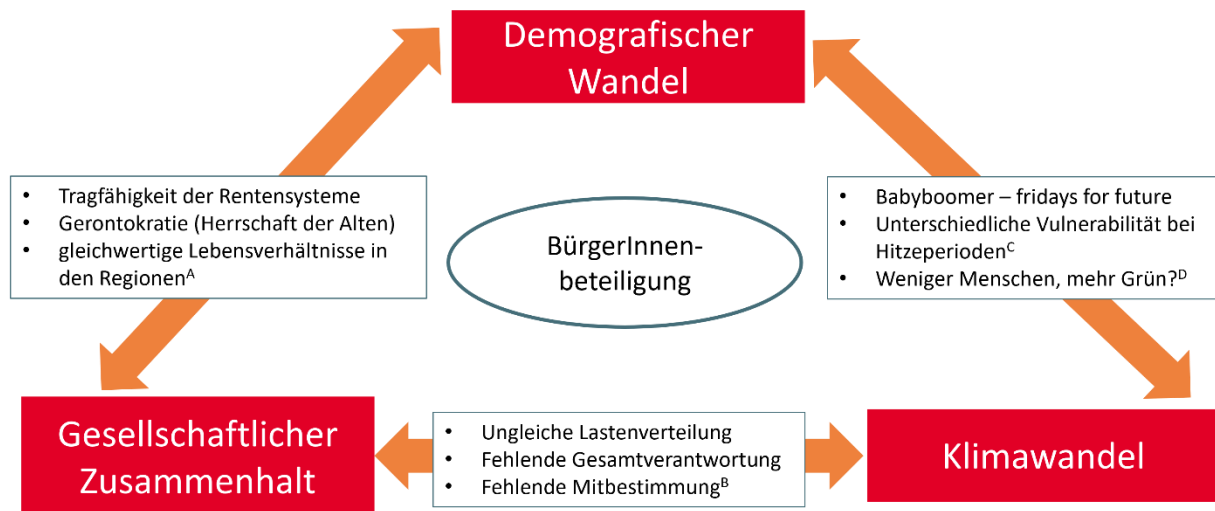 Demografischer
Wandel
• Tragfähigkeit der Rentensysteme
• Gerontokratie (Herrschaft der Alten)
• gleichwertige Lebensverhältnisse in
den Regionenᴬ
BürgerInnen-
beteiligung
• Babyboomer – fridays for future
• Unterschiedliche Vulnerabilität bei
Hitzeperiodenᶜ
• Weniger Menschen, mehr Grün?ᴰ
Gesellschaftlicher
Zusammenhalt
• Ungleiche Lastenverteilung
• Fehlende Gesamtverantwortung
• Fehlende Mitbestimmungᴮ
Klimawandel